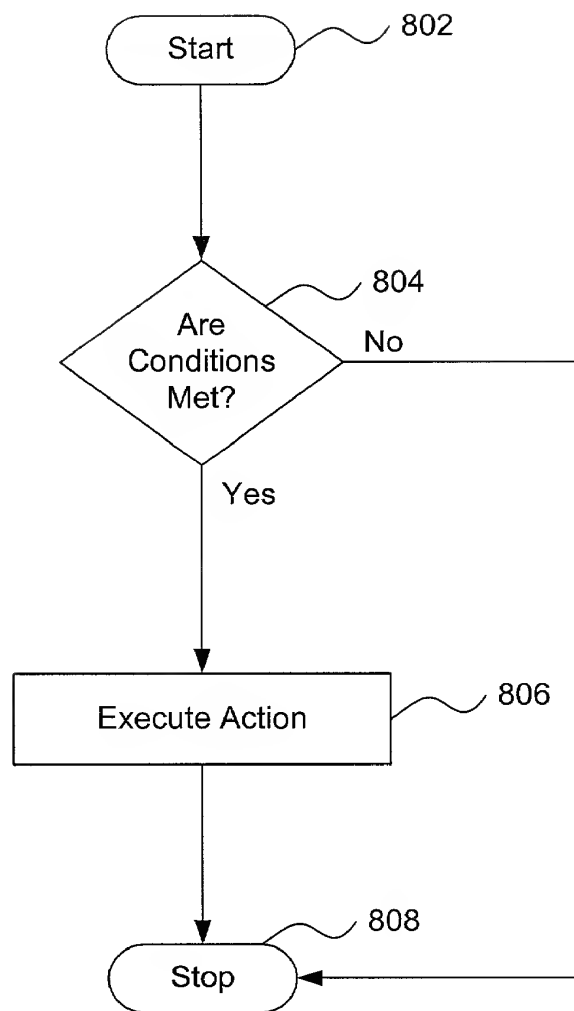 Start
802
804
Are
Conditions
Met?
No
Yes
Execute Action
806
808
Stop